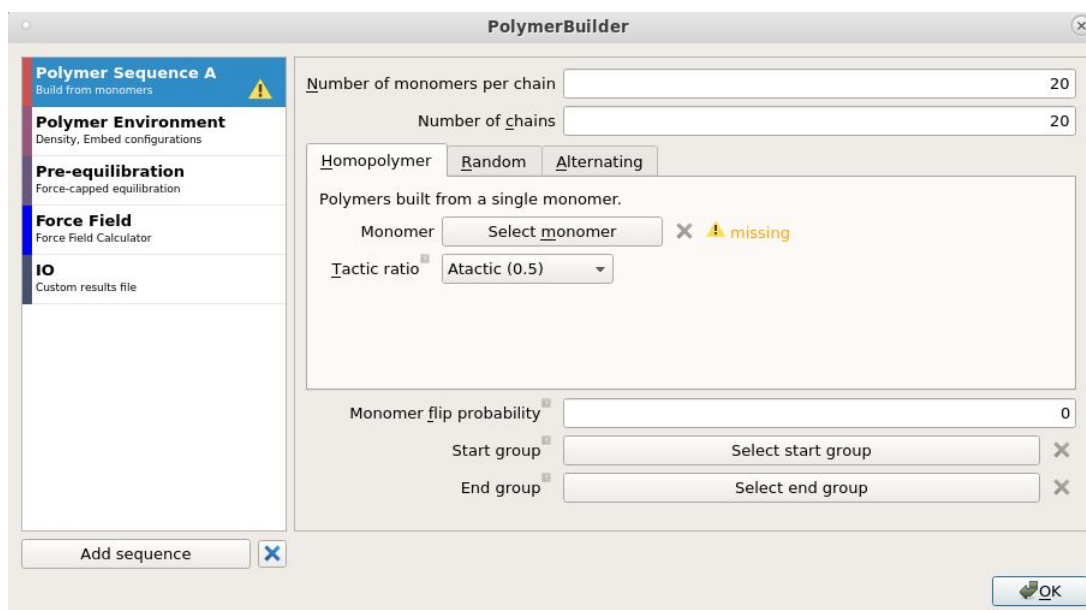 PolymerBuilder
Polymer Sequence A
Build from monomers
Polymer Environment
Density, Embed configurations
Pre-equilibration
Force-capped equilibration
Force Field
Force Field Calculator
IO
Custom results file
Add sequence
Number of monomers per chain 20
Number of chains 20
Homopolymer Random Alternating
Polymers built from a single monomer.
Monomer Select monomer missing
Tactic ratio Atactic (0.5)
Monomer flip probability 0
Start group Select start group
End group Select end group
OK